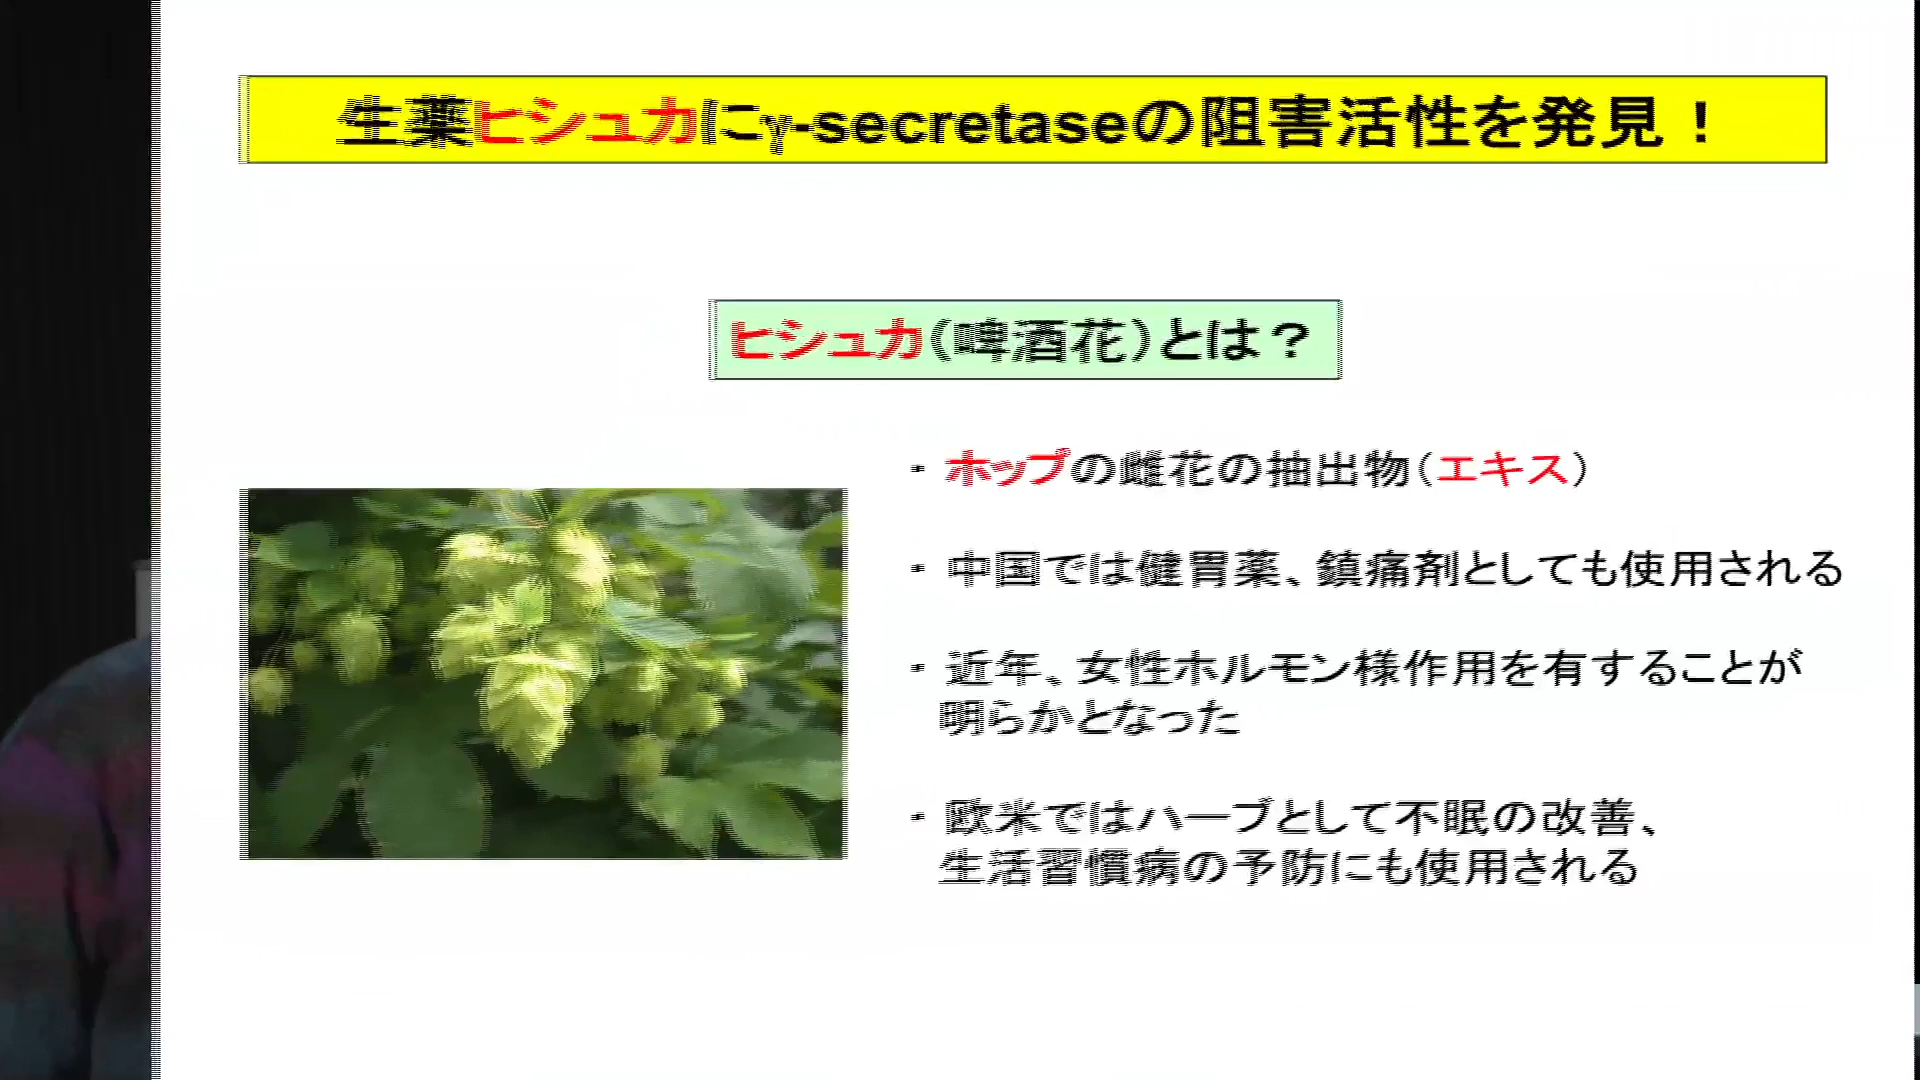 生薬ヒシュカにγ-secretaseの阻害活性を発見！
ヒシュカ（啤酒花）とは？
・ホップの雌花の抽出物（エキス）
・中国では健胃薬、鎮痛剤としても使用される
・近年、女性ホルモン様作用を有することが
明らかとなった
・欧米ではハーブとして不眠の改善、
生活習慣病の予防にも使用される